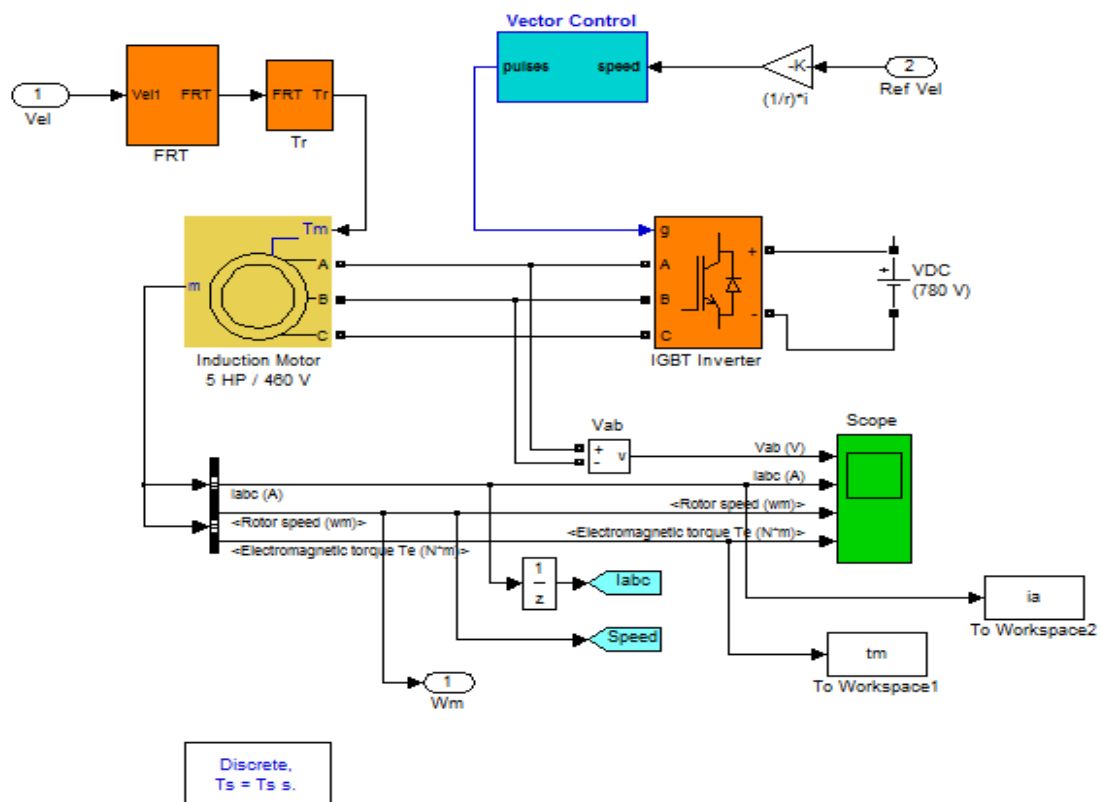 Vector Control
pulses speed
-K-
(1/r)*i
2
Ref Vel
1
Vel
Vel1 FRT
FRT
FRT Tr
Tr
Tm
m
A
B
C
Induction Motor
5 HP / 460 V
g
A
B
C
+
-
IGBT Inverter
+
VDC
(780 V)
Vab
+
-
v
Scope
Vab (V)
Iabc (A)
<Rotor speed (wm)>
<Electromagnetic torque Te (N*m)>
Iabc (A)
<Rotor speed (wm)>
<Electromagnetic torque Te (N*m)>
1
z
Iabc
Speed
1
Wm
ia
To Workspace2
tm
To Workspace1
Discrete,
Ts = Ts s.